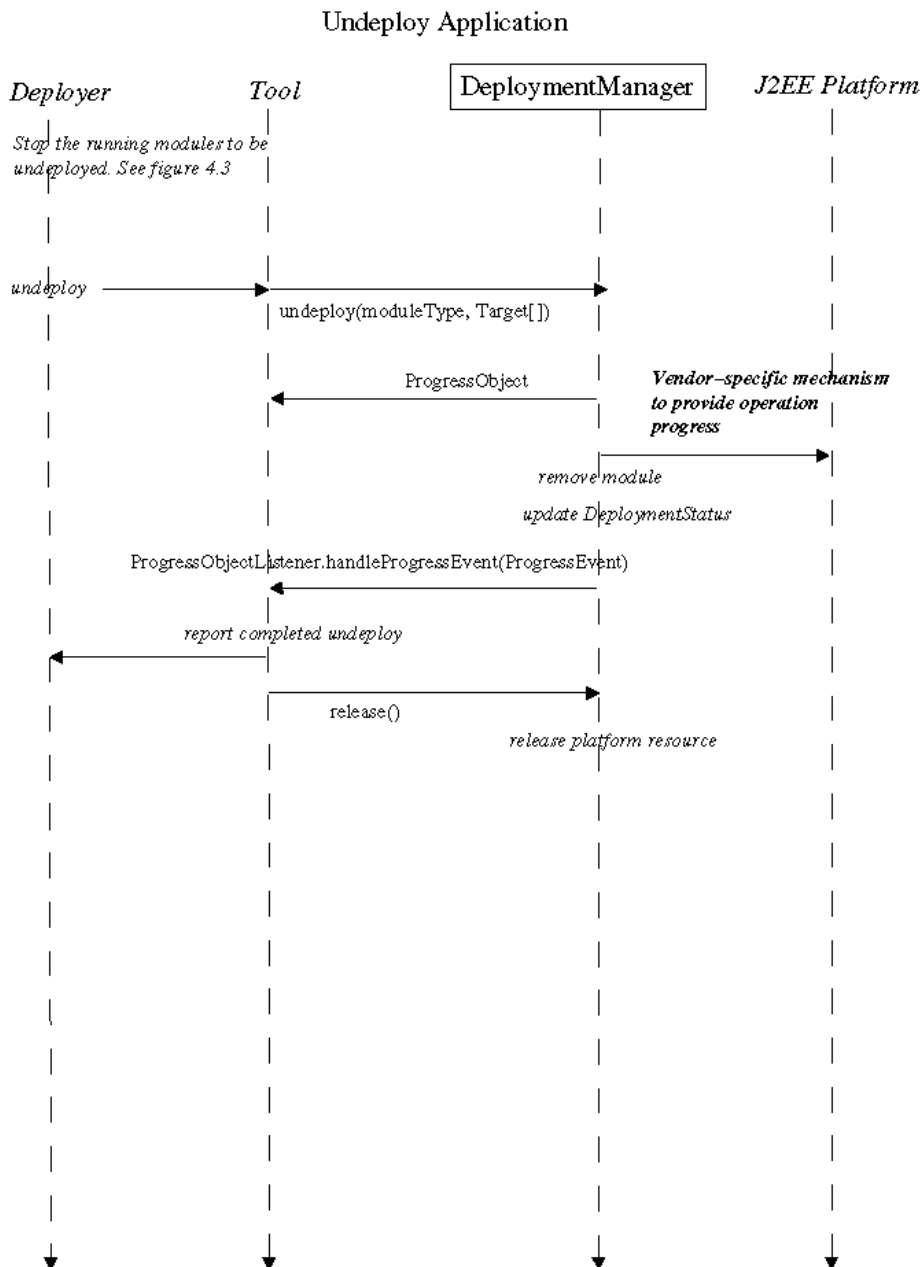 Undeploy Application
Deployer
Tool
DeploymentManager
J2EE Platform
Stop the running modules to be
undeployed. See figure 4.3
undeploy
undeploy(moduleType, Target[])
ProgressObject
Vendor–specific mechanism
to provide operation
progress
remove module
update DeploymentStatus
ProgressObjectListener.handleProgressEvent(ProgressEvent)
report completed undeploy
release()
release platform resource